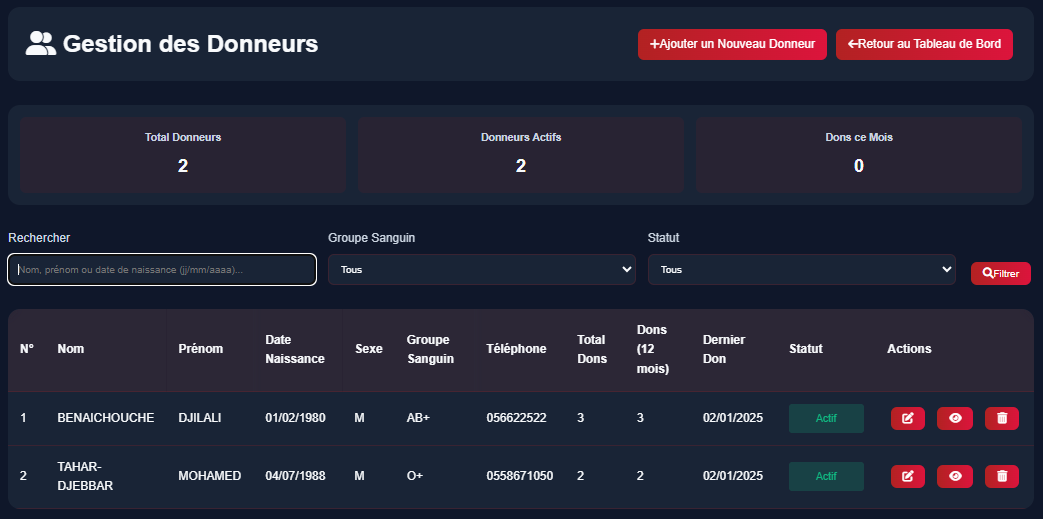 Gestion des Donneurs
Ajouter un Nouveau Donneur
Retour au Tableau de Bord
Total Donneurs
2
Donneurs Actifs
2
Dons ce Mois
0
Rechercher
Nom, prénom ou date de naissance (jj/mm/aaaa)...
Groupe Sanguin
Tous
Statut
Tous
Filtrer
N° Nom Prénom Date Naissance Sexe Groupe Sanguin Téléphone Total Dons Dons (12 mois) Dernier Don Statut Actions
1 BENAICHOUCHE DJILALI 01/02/1980 M AB+ 056622522 3 3 02/01/2025 Actif
2 TAHAR-DJEBBAR MOHAMED 04/07/1988 M O+ 0558671050 2 2 02/01/2025 Actif